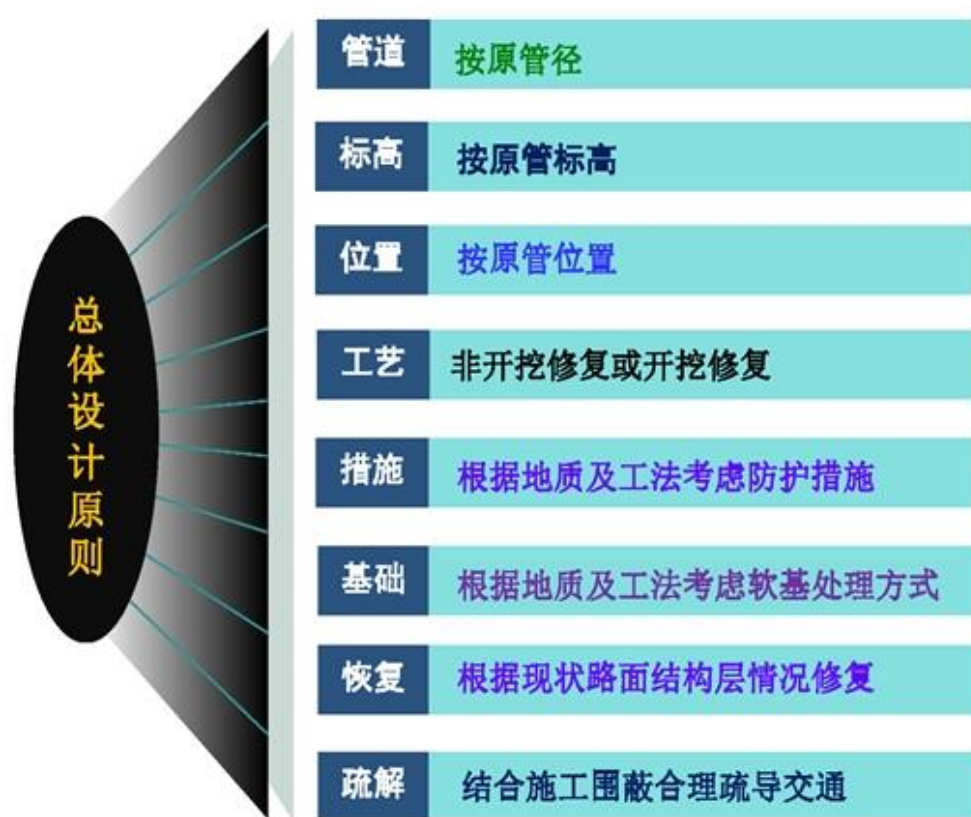 总体设计原则
管道 按原管径
标高 按原管标高
位置 按原管位置
工艺 非开挖修复或开挖修复
措施 根据地质及工法考虑防护措施
基础 根据地质及工法考虑软基处理方式
恢复 根据现状路面结构层情况修复
疏解 结合施工围蔽合理疏导交通